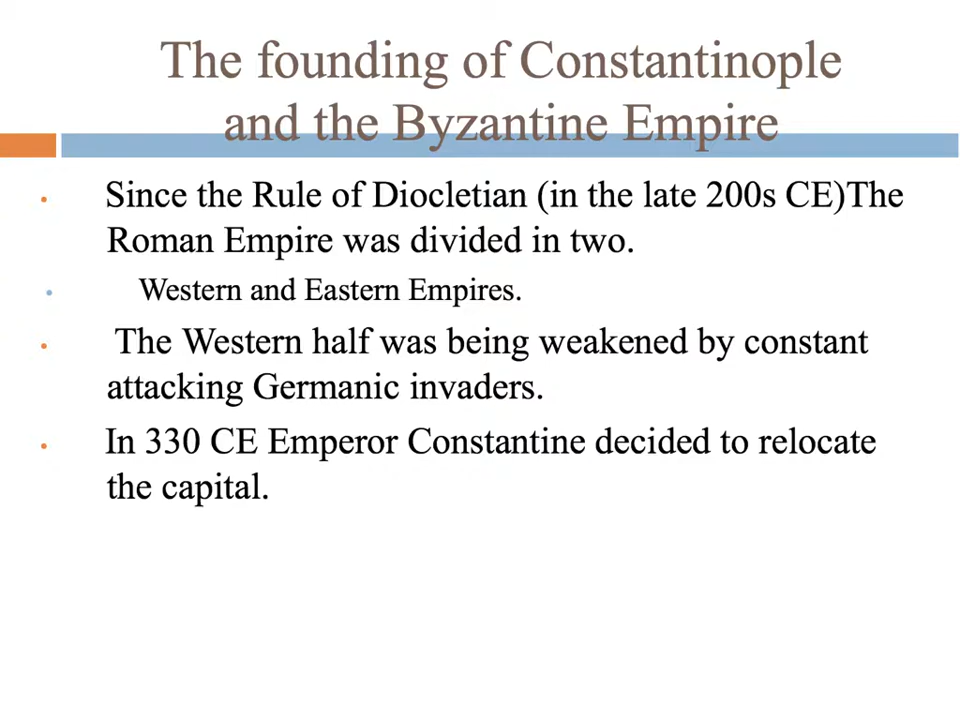 The founding of Constantinople
and the Byzantine Empire
• Since the Rule of Diocletian (in the late 200s CE)The
Roman Empire was divided in two.
• Western and Eastern Empires.
• The Western half was being weakened by constant
attacking Germanic invaders.
• In 330 CE Emperor Constantine decided to relocate
the capital.